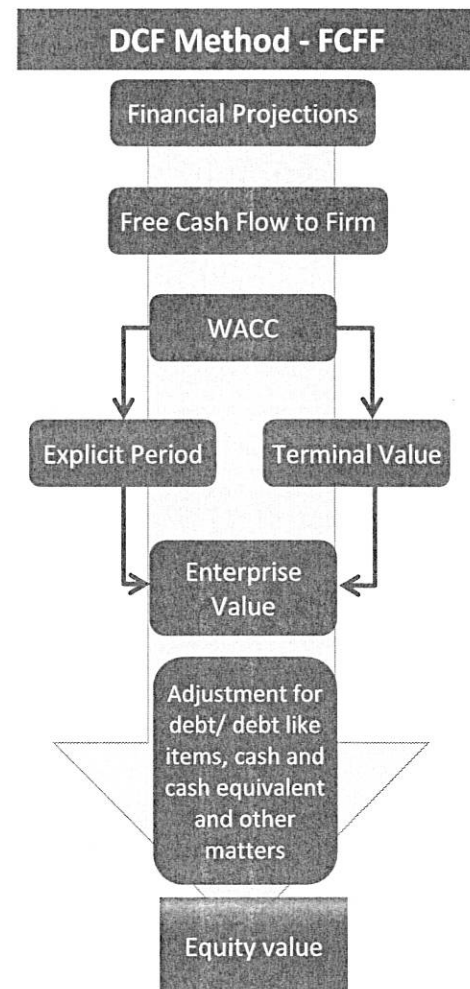 DCF Method - FCFF
Financial Projections
Free Cash Flow to Firm
WACC
Explicit Period
Terminal Value
Enterprise
Value
Adjustment for
debt/ debt like
items, cash and
cash equivalent
and other
matters
Equity value